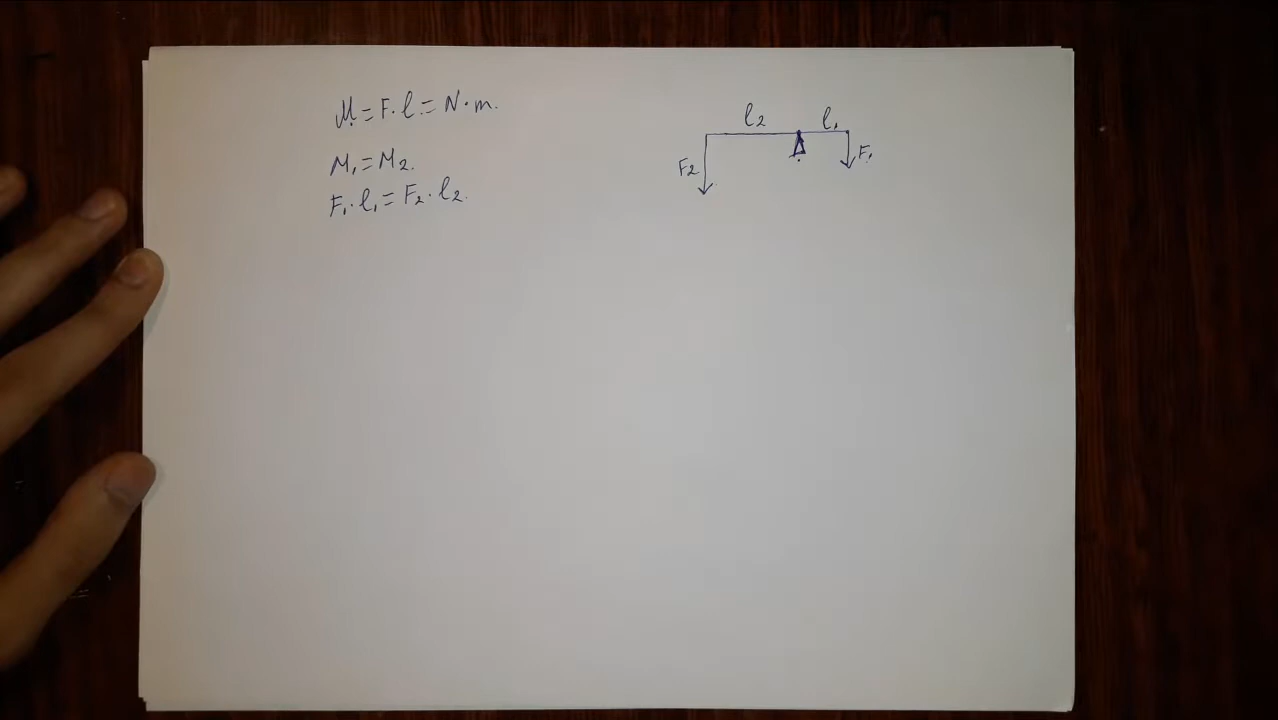 M = F · l = N · m.
M₁ = M₂.
F₁ · l₁ = F₂ · l₂.
l₂ l₁
F₂ F₁